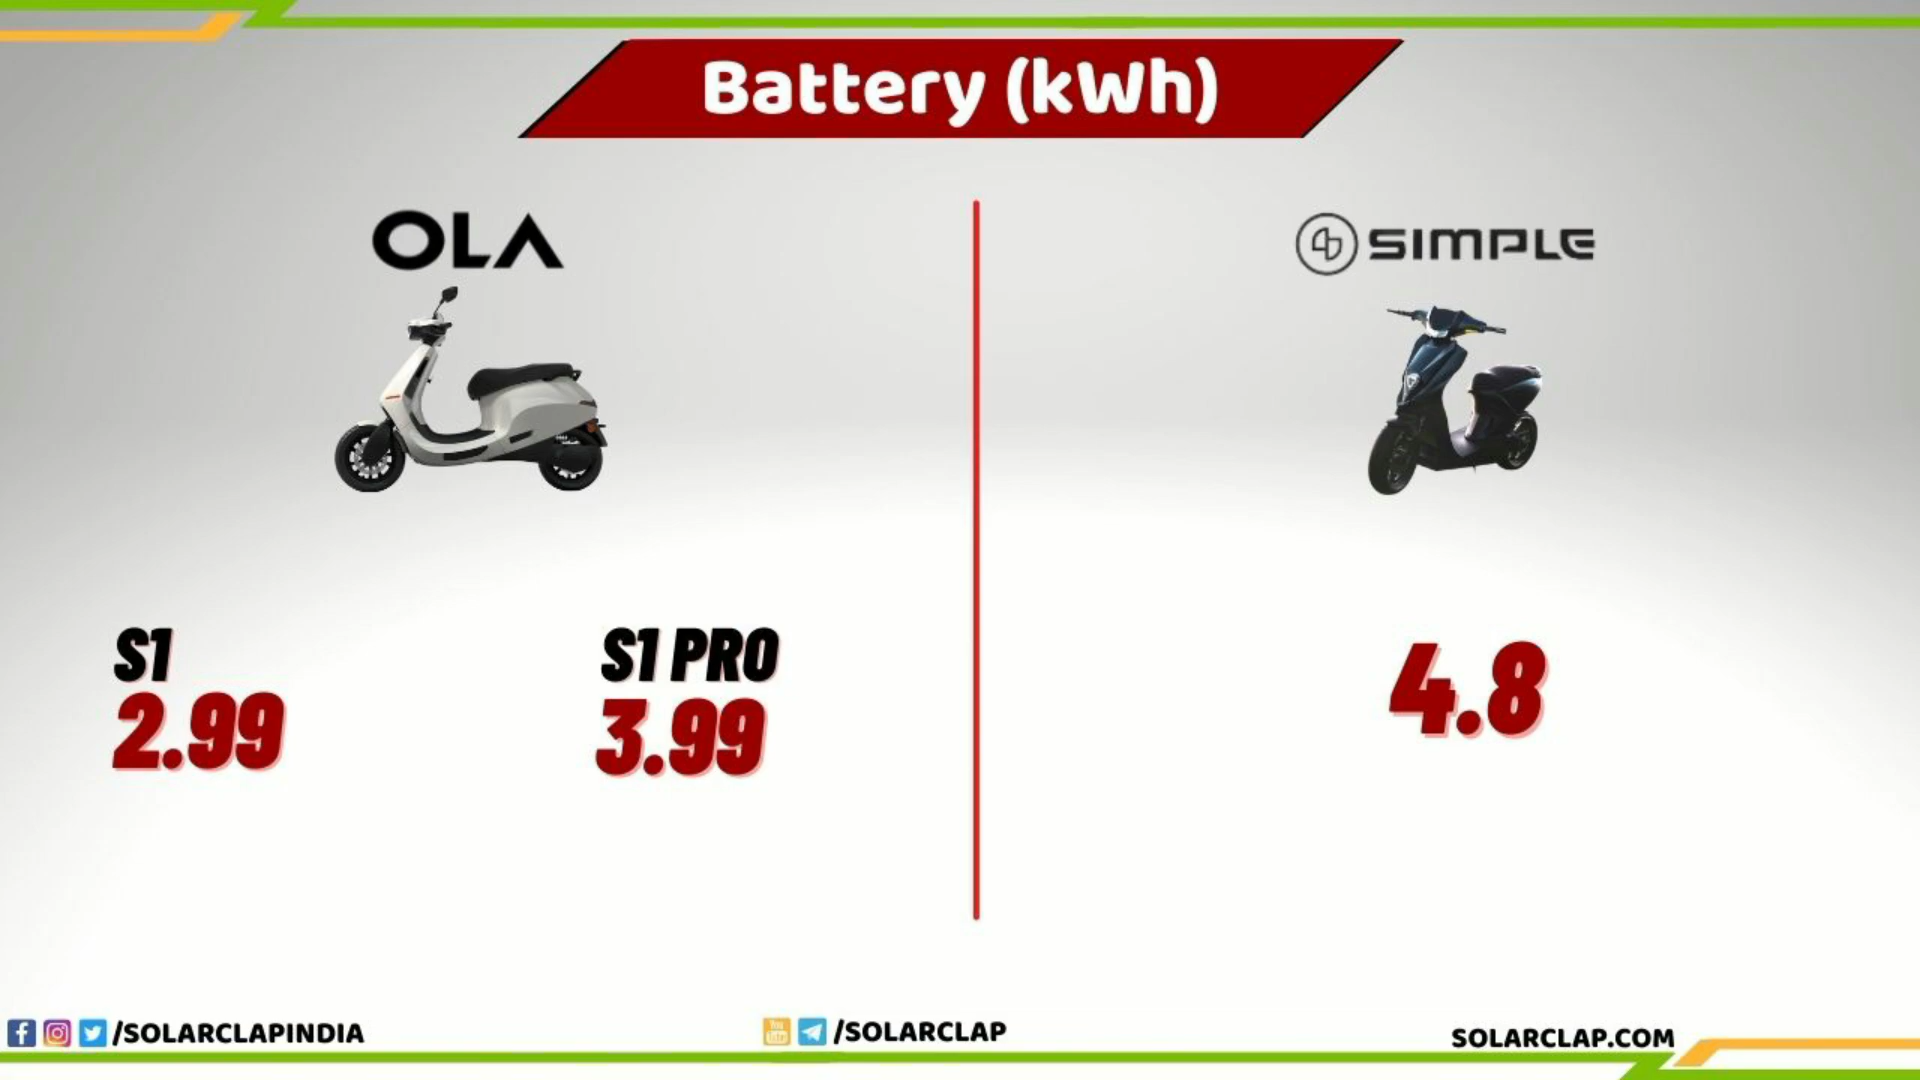 Battery (kWh)
OLA
SIMPLE
S1
2.99
S1 PRO
3.99
4.8
/SOLARCLAPINDIA
/SOLARCLAP
SOLARCLAP.COM